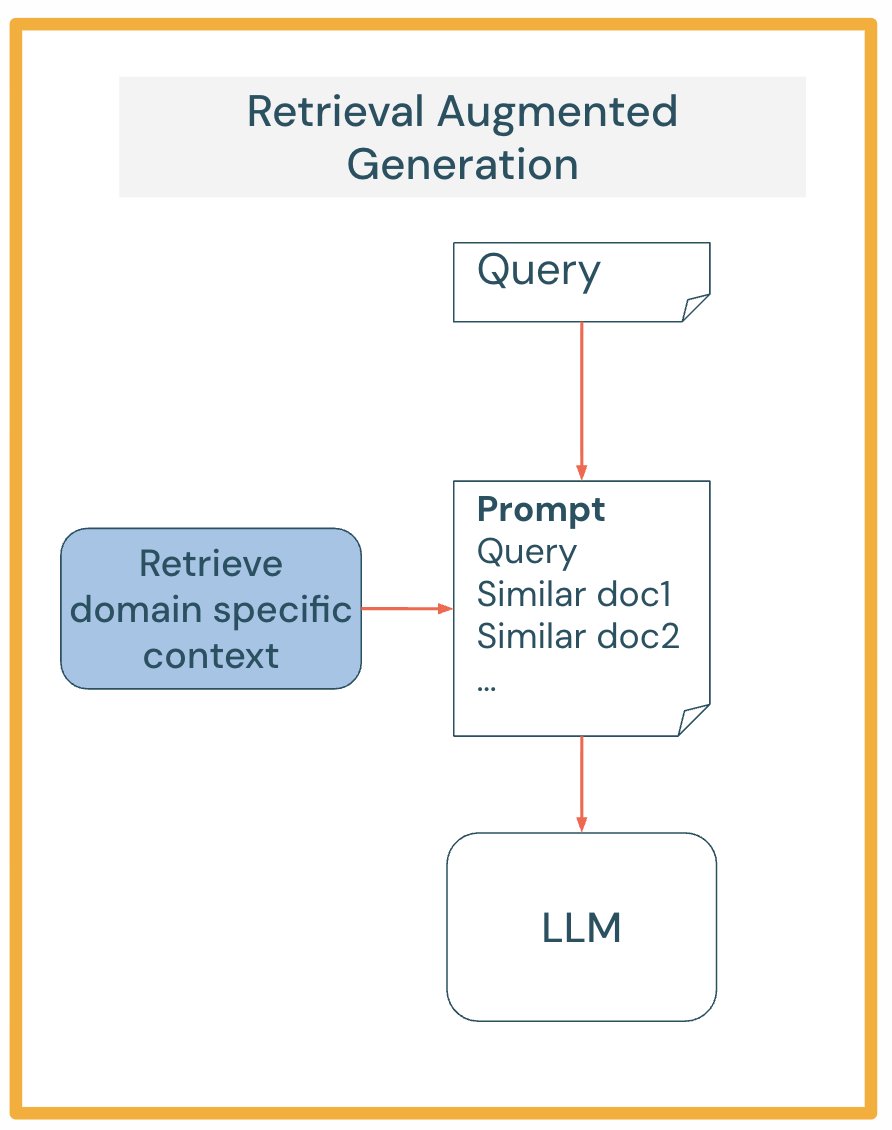 Retrieval Augmented
Generation
Query
Prompt
Query
Similar doc1
Similar doc2
...
Retrieve
domain specific
context
LLM